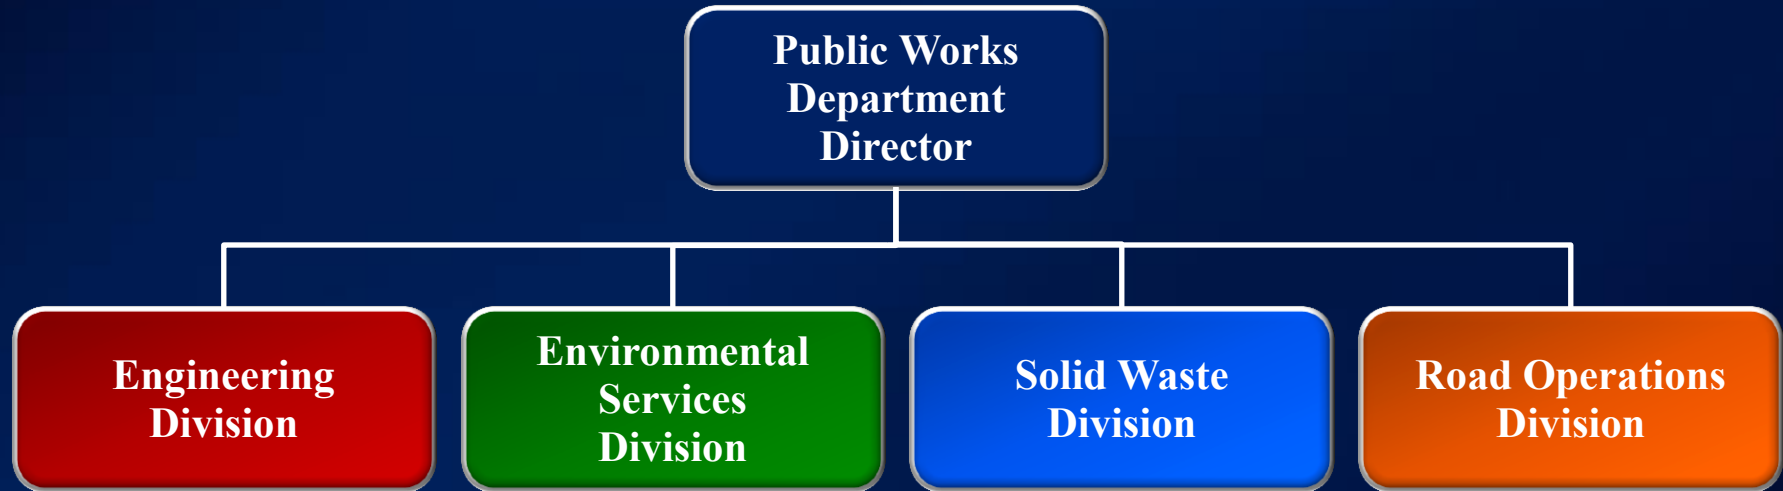 Public Works
Department
Director
Engineering
Division
Environmental
Services
Division
Solid Waste
Division
Road Operations
Division